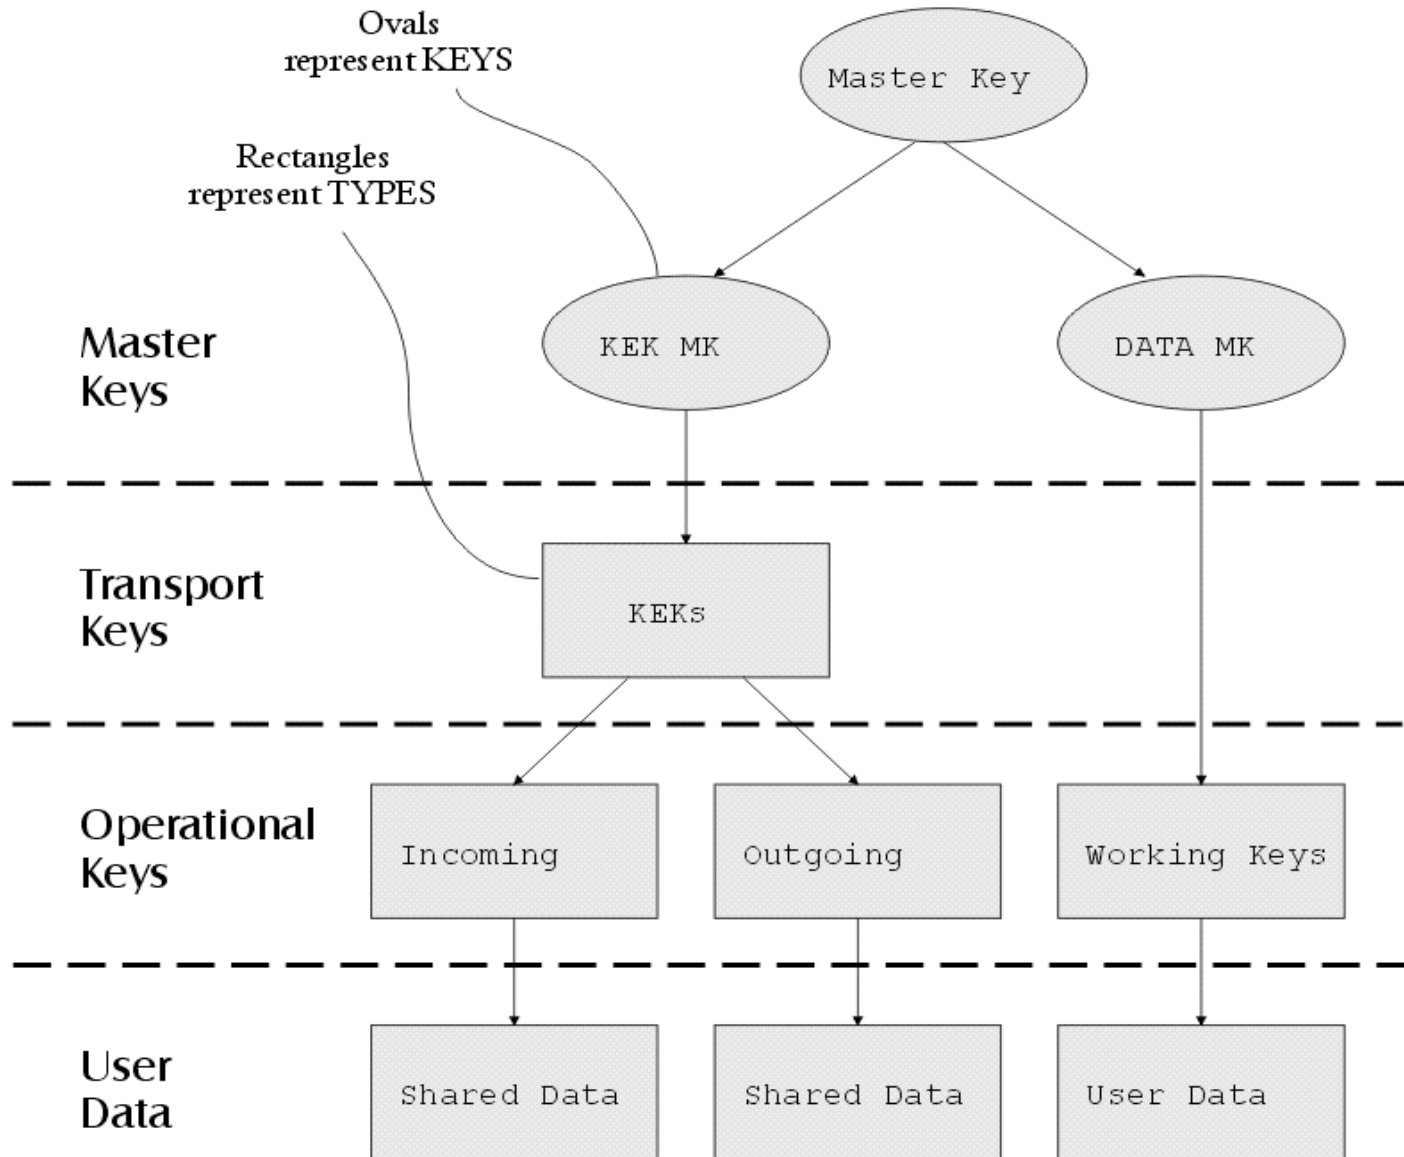 Ovals
represent KEYS
Master Key
Rectangles
represent TYPES
Master
Keys
KEK MK
DATA MK
Transport
Keys
KEKs
Operational
Keys
Incoming
Outgoing
Working Keys
User
Data
Shared Data
Shared Data
User Data